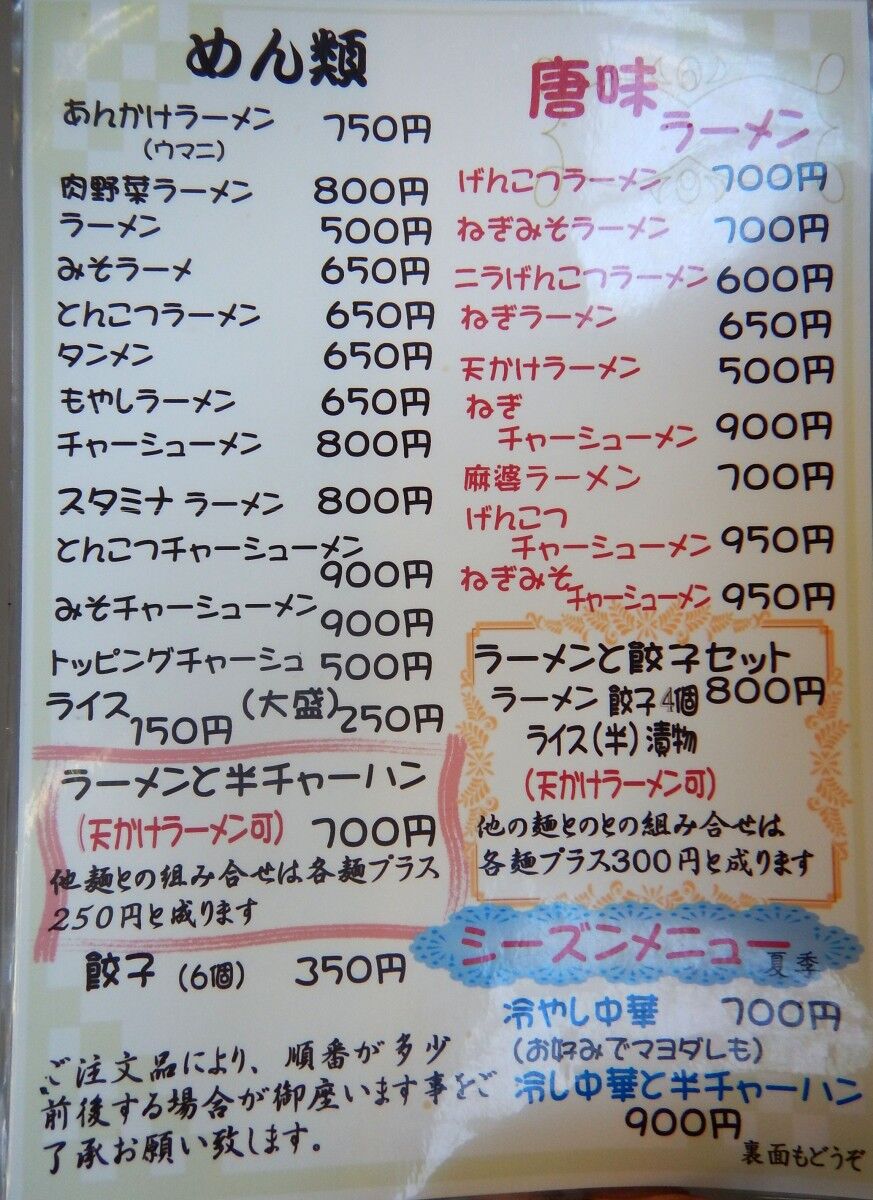 めん類
あんかけラーメン 750円
(ウマニ)
肉野菜ラーメン 800円
ラーメン 500円
みそラーメ 650円
とんこつラーメン 650円
タンメン 650円
もやしラーメン 650円
チャーシューメン 800円
スタミナ ラーメン 800円
とんこつチャーシューメン
900円
みそチャーシューメン
900円
トッピングチャーシュ 500円
ライス 150円 (大盛) 250円
ラーメンと半チャーハン
(天かけラーメン可) 700円
他麺との組み合せは各麺プラス
250円と成ります
餃子 (6個) 350円
ご注文品により、順番が多少
前後する場合が御座います事をご
了承お願い致します。
唐味
ラーメン
げんこつラーメン 700円
ねぎみそラーメン 700円
ニラげんこつラーメン 600円
ねぎラーメン 650円
天かけラーメン 500円
ねぎ
チャーシューメン 900円
麻婆ラーメン 700円
げんこつ
チャーシューメン 950円
ねぎみそ
チャーシューメン 950円
ラーメンと餃子セット
ラーメン 餃子4個 800円
ライス(半)漬物
(天かけラーメン可)
他の麺とのとの組み合せは
各麺プラス300円と成ります
シーズンメニュー
夏季
冷やし中華 700円
(お好みでマヨダレも)
冷し中華と半チャーハン
900円
裏面もどうぞ